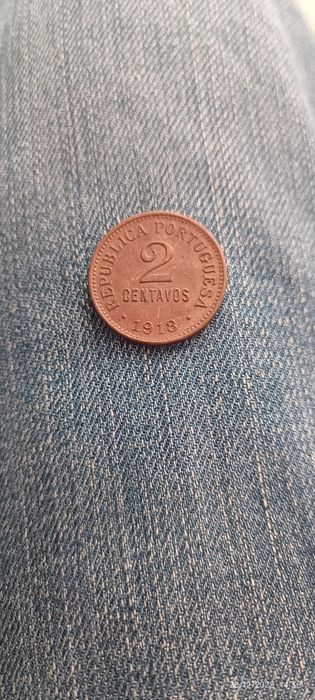 REPUBLICA PORTUGUESA
2
CENTAVOS
· 1918 ·